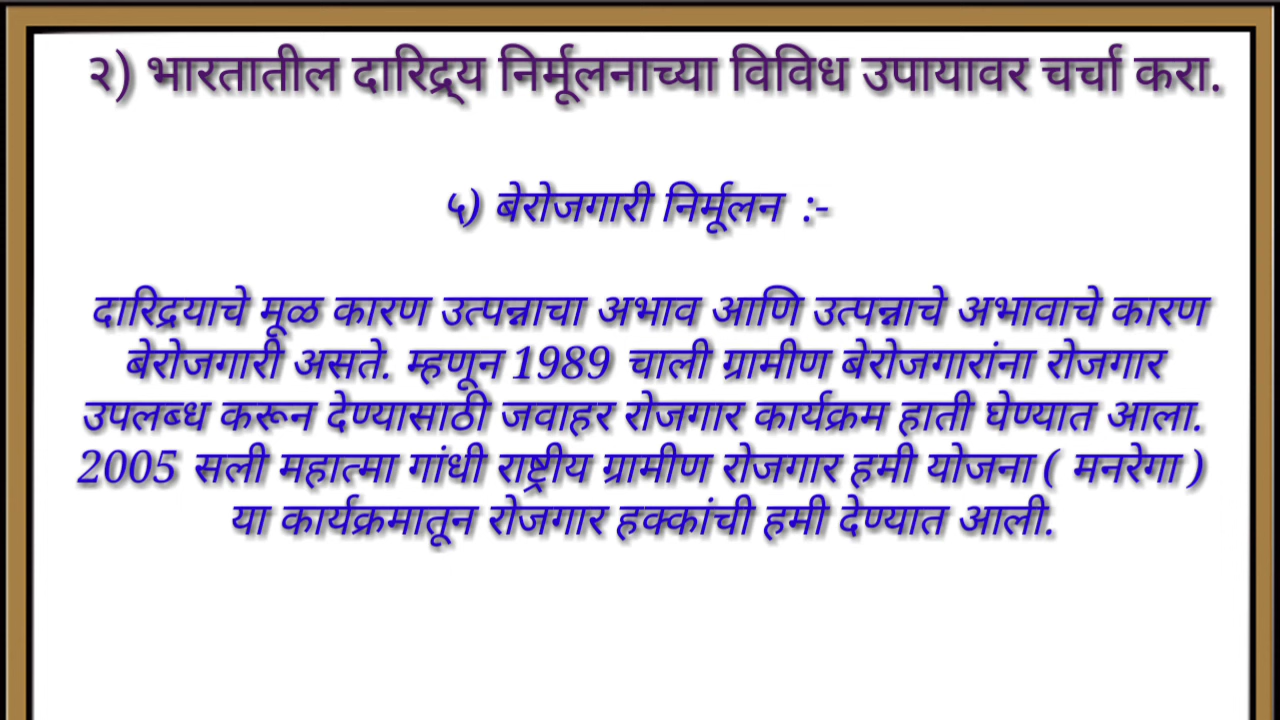 २) भारतातील दारिद्र्य निर्मूलनाच्या विविध उपायावर चर्चा करा.
५) बेरोजगारी निर्मूलन :-
दारिद्रयाचे मूळ कारण उत्पन्नाचा अभाव आणि उत्पन्नाचे अभावाचे कारण
बेरोजगारी असते. म्हणून 1989 चाली ग्रामीण बेरोजगारांना रोजगार
उपलब्ध करून देण्यासाठी जवाहर रोजगार कार्यक्रम हाती घेण्यात आला.
2005 सली महात्मा गांधी राष्ट्रीय ग्रामीण रोजगार हमी योजना ( मनरेगा )
या कार्यक्रमातून रोजगार हक्कांची हमी देण्यात आली.